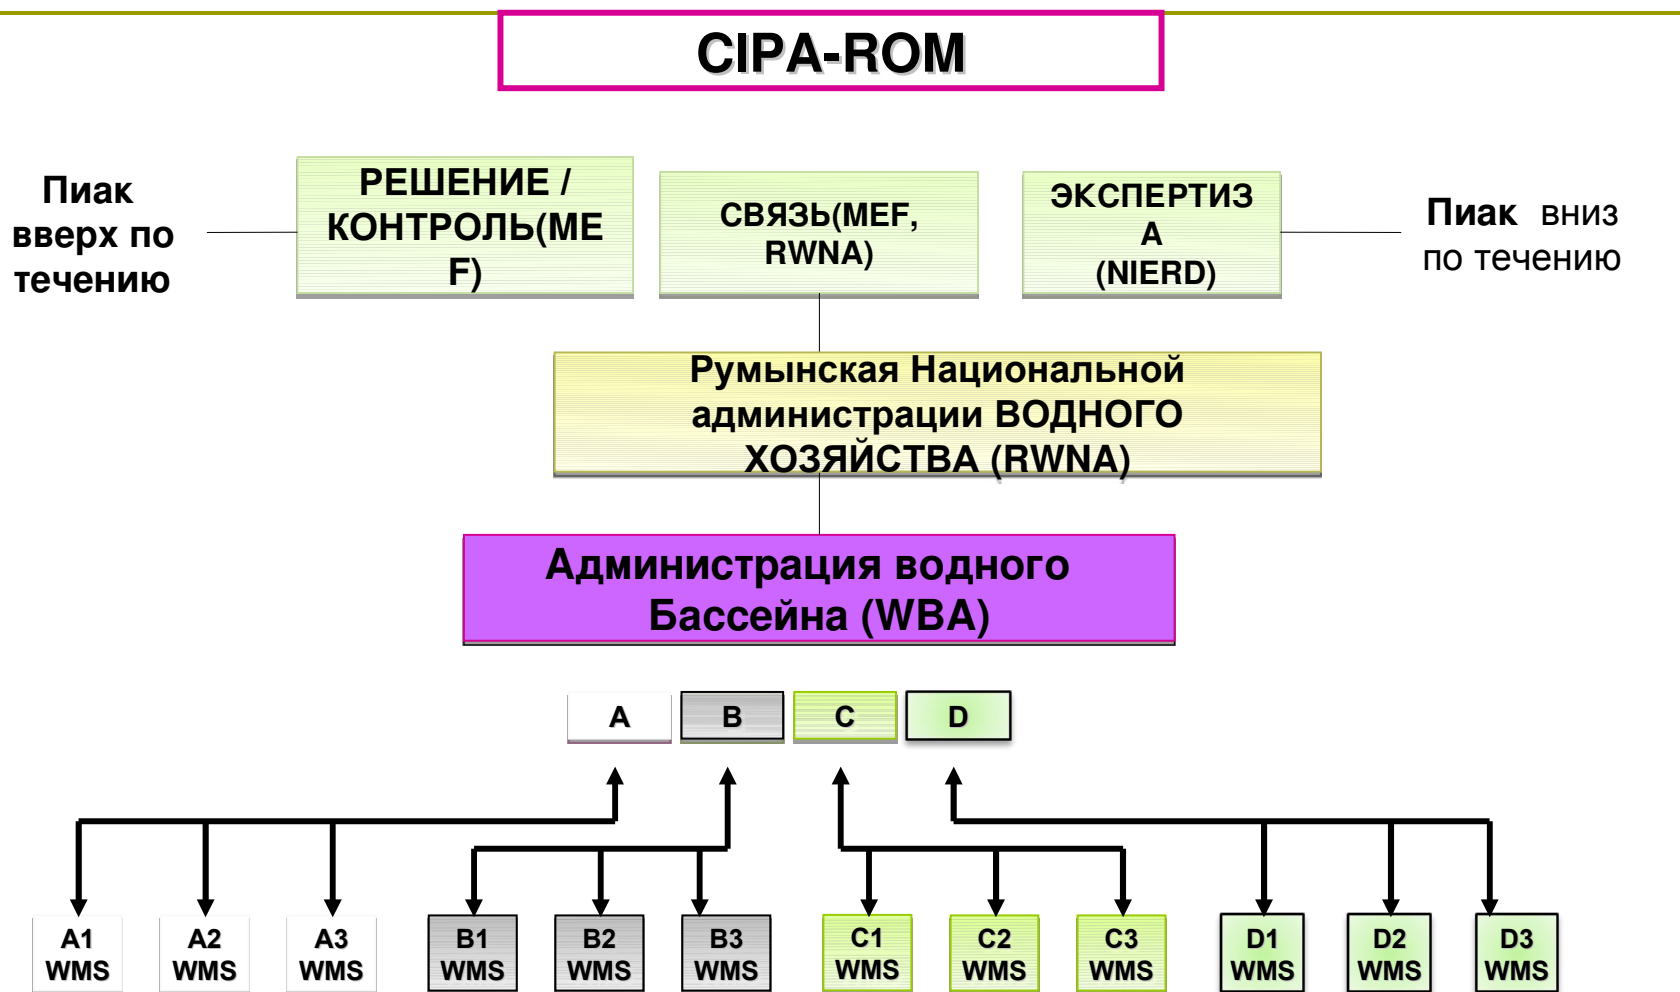 CIPA-ROM
Пиак
вверх по
течению
РЕШЕНИЕ /
КОНТРОЛЬ(ME
F)
СВЯЗЬ(MEF,
RWNA)
ЭКСПЕРТИЗ
А
(NIERD)
Пиак вниз
по течению
Румынская Национальной
администрации ВОДНОГО
ХОЗЯЙСТВА (RWNA)
Администрация водного
Бассейна (WBA)
A
B
C
D
A1
WMS
A2
WMS
A3
WMS
B1
WMS
B2
WMS
B3
WMS
C1
WMS
C2
WMS
C3
WMS
D1
WMS
D2
WMS
D3
WMS